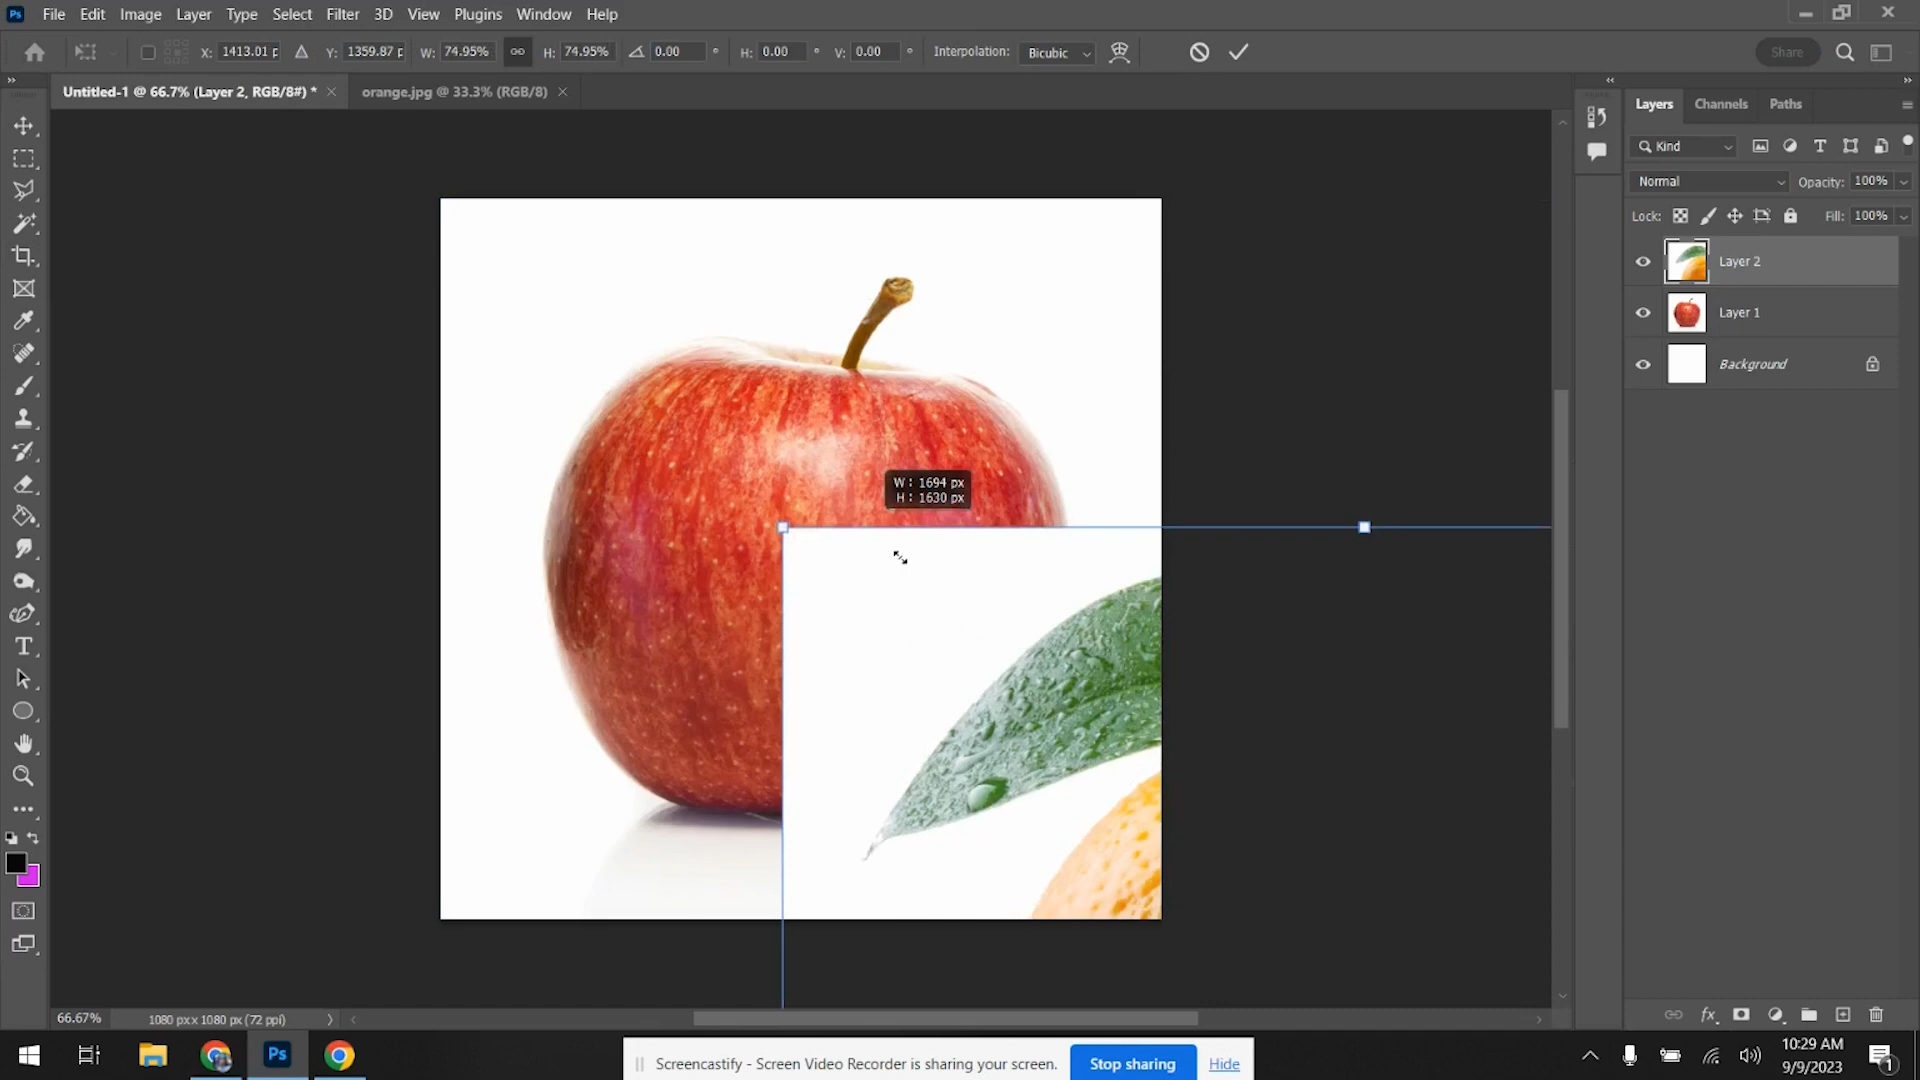 Ps File Edit Image Layer Type Select Filter 3D View Plugins Window Help
X: 1413.01 p Y: 1359.87 p W: 74.95% H: 74.95% 0.00 ° H: 0.00 ° V: 0.00 ° Interpolation: Bicubic Share
Untitled-1 @ 66.7% (Layer 2, RGB/8#) * orange.jpg @ 33.3% (RGB/8)
Layers Channels Paths
Kind
Normal Opacity: 100%
Lock: Fill: 100%
Layer 2
Layer 1
Background
W: 1694 px
H: 1630 px
66.67% 1080 px x 1080 px (72 ppi)
Screencastify - Screen Video Recorder is sharing your screen. Stop sharing Hide
Ps
10:29 AM
9/9/2023
1